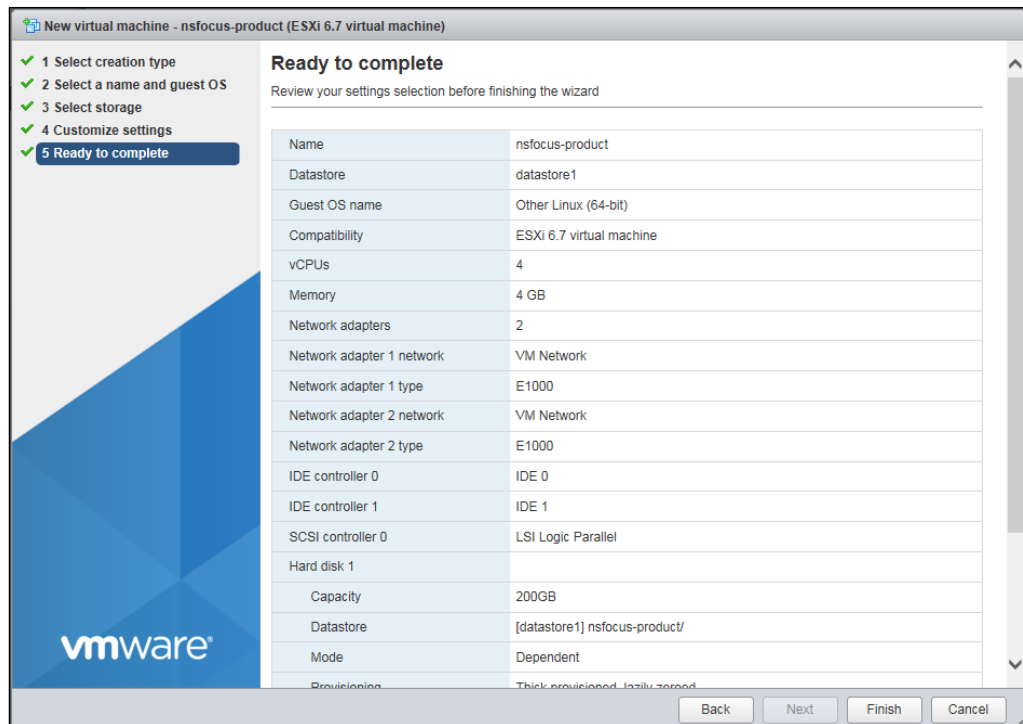 New virtual machine - nsfocus-product (ESXi 6.7 virtual machine)
1 Select creation type
2 Select a name and guest OS
3 Select storage
4 Customize settings
5 Ready to complete
vmware®
Ready to complete
Review your settings selection before finishing the wizard
Name nsfocus-product
Datastore datastore1
Guest OS name Other Linux (64-bit)
Compatibility ESXi 6.7 virtual machine
vCPUs 4
Memory 4 GB
Network adapters 2
Network adapter 1 network VM Network
Network adapter 1 type E1000
Network adapter 2 network VM Network
Network adapter 2 type E1000
IDE controller 0 IDE 0
IDE controller 1 IDE 1
SCSI controller 0 LSI Logic Parallel
Hard disk 1
Capacity 200GB
Datastore [datastore1] nsfocus-product/
Mode Dependent
Provisioning Thick provisioned, lazily zeroed
Back Next Finish Cancel